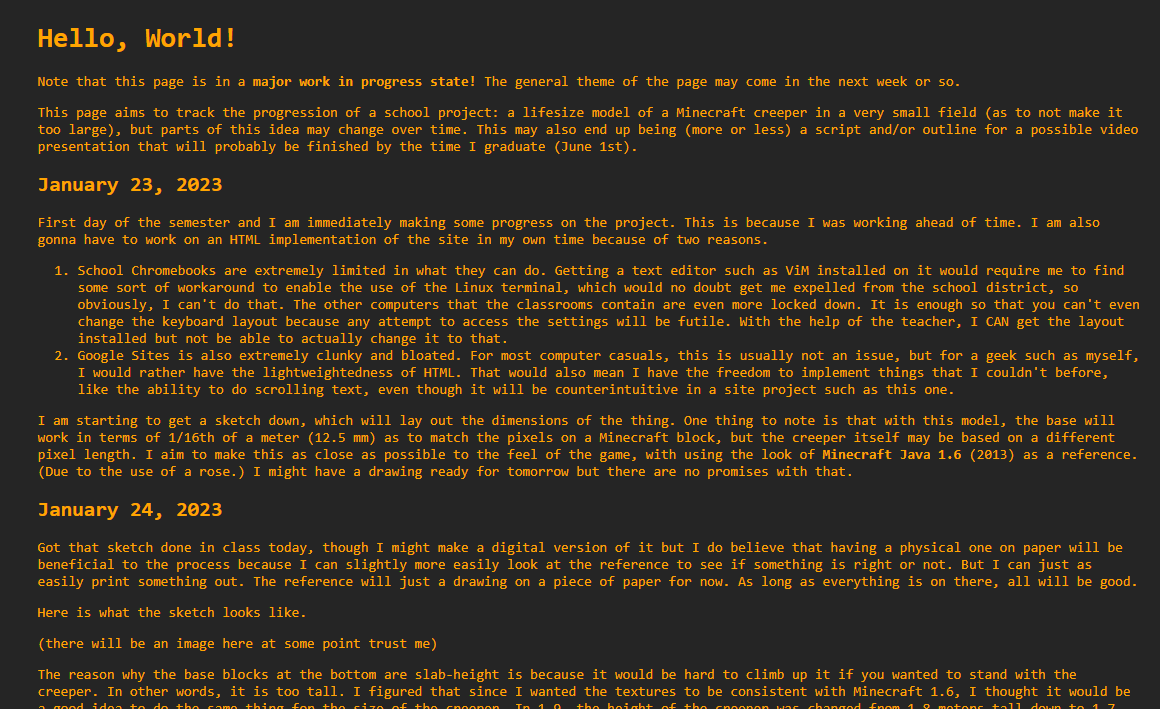 Hello, World!
Note that this page is in a major work in progress state! The general theme of the page may come in the next week or so.
This page aims to track the progression of a school project: a lifesize model of a Minecraft creeper in a very small field (as to not make it
too large), but parts of this idea may change over time. This may also end up being (more or less) a script and/or outline for a possible video
presentation that will probably be finished by the time I graduate (June 1st).
January 23, 2023
First day of the semester and I am immediately making some progress on the project. This is because I was working ahead of time. I am also
gonna have to work on an HTML implementation of the site in my own time because of two reasons.
1. School Chromebooks are extremely limited in what they can do. Getting a text editor such as ViM installed on it would require me to find
some sort of workaround to enable the use of the Linux terminal, which would no doubt get me expelled from the school district, so
obviously, I can't do that. The other computers that the classrooms contain are even more locked down. It is enough so that you can't even
change the keyboard layout because any attempt to access the settings will be futile. With the help of the teacher, I CAN get the layout
installed but not be able to actually change it to that.
2. Google Sites is also extremely clunky and bloated. For most computer casuals, this is usually not an issue, but for a geek such as myself,
I would rather have the lightweightedness of HTML. That would also mean I have the freedom to implement things that I couldn't before,
like the ability to do scrolling text, even though it will be counterintuitive in a site project such as this one.
I am starting to get a sketch down, which will lay out the dimensions of the thing. One thing to note is that with this model, the base will
work in terms of 1/16th of a meter (12.5 mm) as to match the pixels on a Minecraft block, but the creeper itself may be based on a different
pixel length. I aim to make this as close as possible to the feel of the game, with using the look of Minecraft Java 1.6 (2013) as a reference.
(Due to the use of a rose.) I might have a drawing ready for tomorrow but there are no promises with that.
January 24, 2023
Got that sketch done in class today, though I might make a digital version of it but I do believe that having a physical one on paper will be
beneficial to the process because I can slightly more easily look at the reference to see if something is right or not. But I can just as
easily print something out. The reference will just a drawing on a piece of paper for now. As long as everything is on there, all will be good.
Here is what the sketch looks like.
(there will be an image here at some point trust me)
The reason why the base blocks at the bottom are slab-height is because it would be hard to climb up it if you wanted to stand with the
creeper. In other words, it is too tall. I figured that since I wanted the textures to be consistent with Minecraft 1.6, I thought it would be
a good idea to do the same thing for the size of the creeper. In 1.9, the height of the creeper was changed from 1.8 meters tall down to 1.7